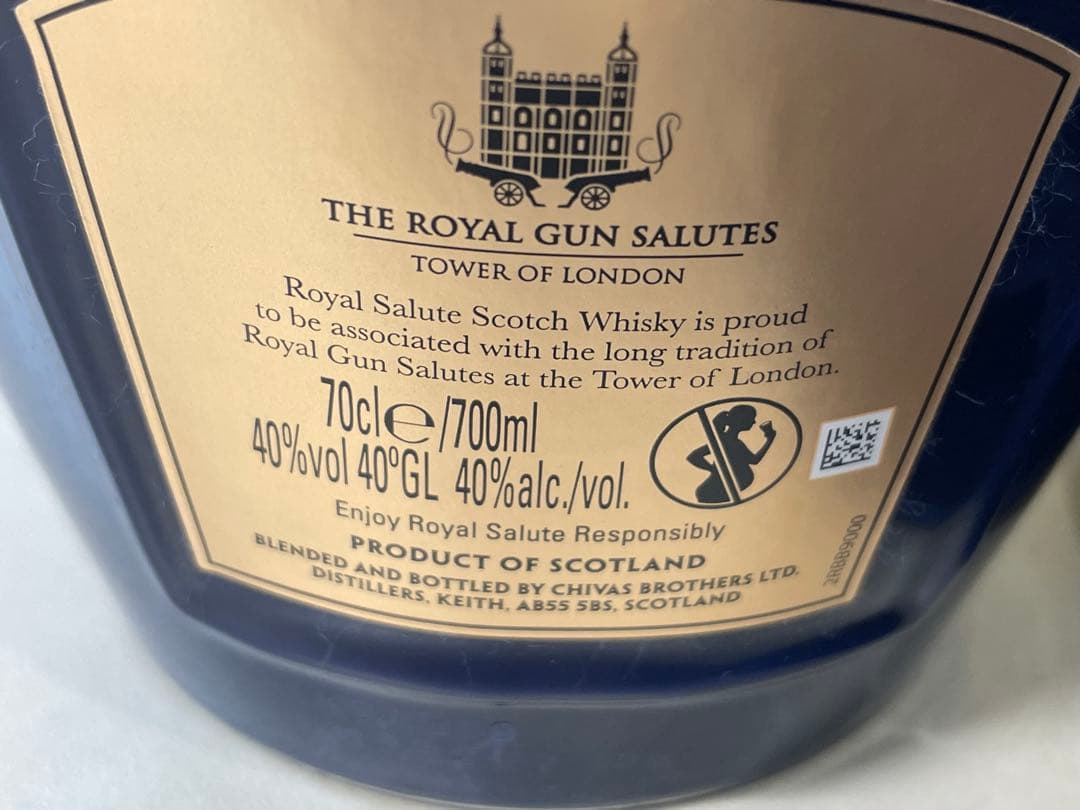 THE ROYAL GUN SALUTES
TOWER OF LONDON
Royal Salute Scotch Whisky is proud
to be associated with the long tradition of
Royal Gun Salutes at the Tower of London.
70cl e/700ml
40%vol 40ºGL 40%alc./vol.
Enjoy Royal Salute Responsibly
PRODUCT OF SCOTLAND
BLENDED AND BOTTLED BY CHIVAS BROTHERS LTD.
DISTILLERS, KEITH, AB55 5BS, SCOTLAND